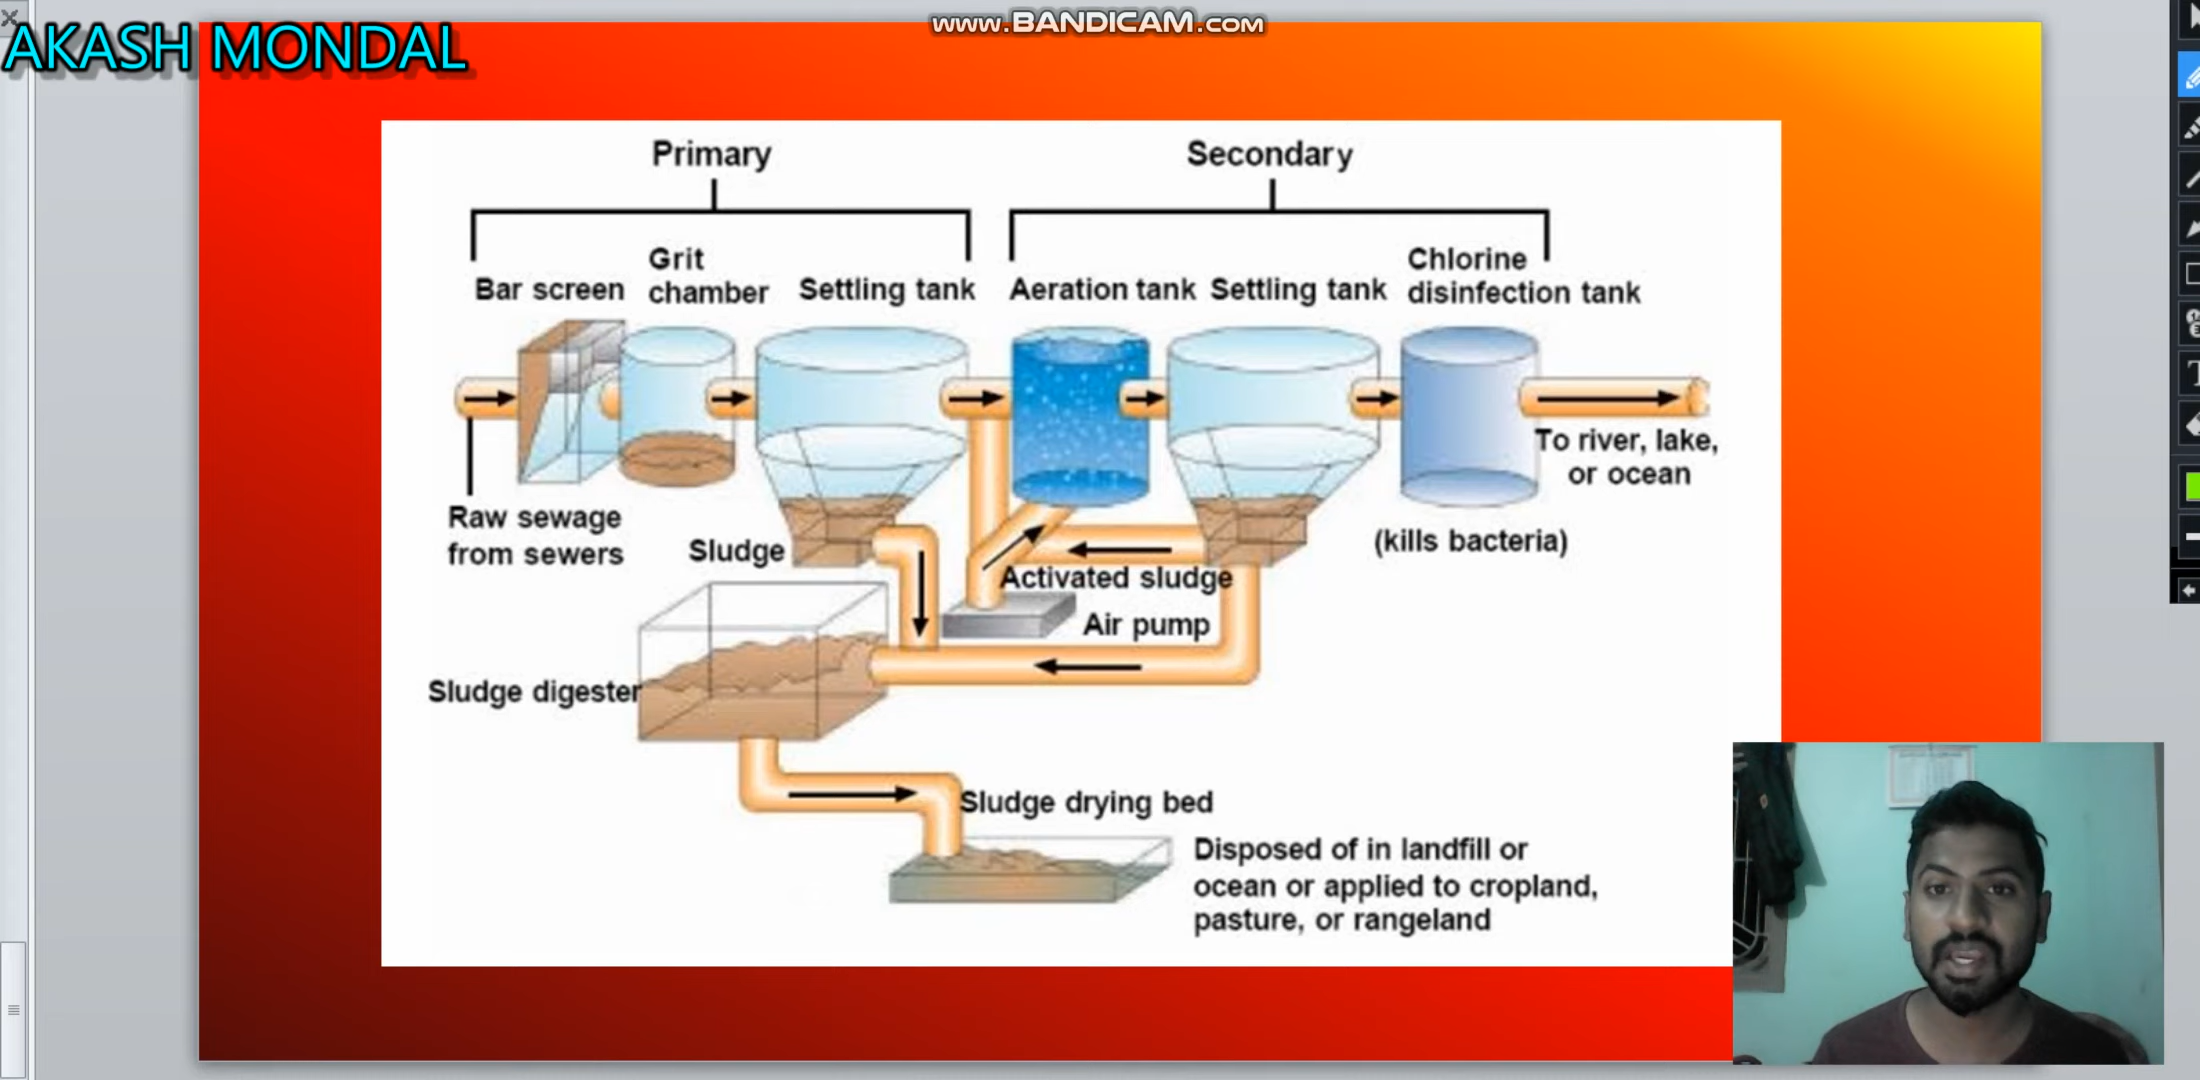 www.BANDICAM.com
AKASH MONDAL
Primary
Secondary
Bar screen
Grit
chamber
Settling tank
Aeration tank
Settling tank
Chlorine
disinfection tank
To river, lake,
or ocean
Raw sewage
from sewers
Sludge
(kills bacteria)
Activated sludge
Air pump
Sludge digester
Sludge drying bed
Disposed of in landfill or
ocean or applied to cropland,
pasture, or rangeland